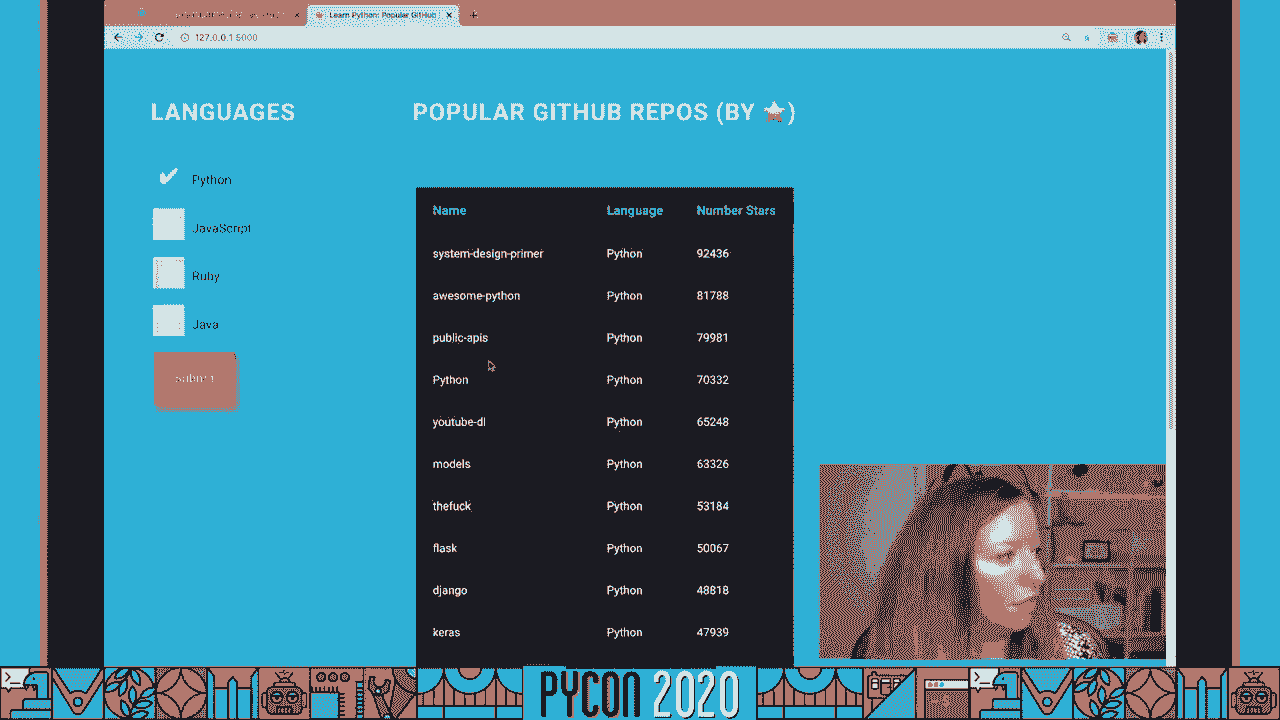 Learn Python: Popular GitHub
127.0.0.1:5000
LANGUAGES
Python
JavaScript
Ruby
Java
submit
POPULAR GITHUB REPOS (BY ⭐)
Name Language Number Stars
system-design-primer Python 92436
awesome-python Python 81788
public-apis Python 79981
Python Python 70332
youtube-dl Python 65248
models Python 63326
thefuck Python 53184
flask Python 50067
django Python 48818
keras Python 47939
PYCON 2020